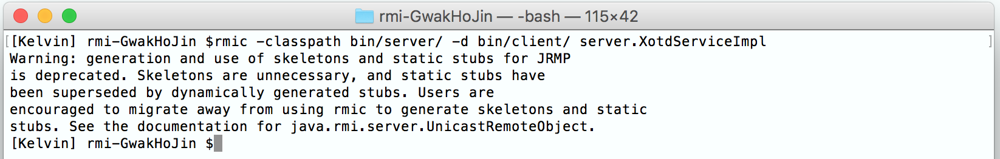 rmi-GwakHoJin — -bash — 115×42
[[Kelvin] rmi-GwakHoJin $rmic -classpath bin/server/ -d bin/client/ server.XotdServiceImpl ]
Warning: generation and use of skeletons and static stubs for JRMP
is deprecated. Skeletons are unnecessary, and static stubs have
been superseded by dynamically generated stubs. Users are
encouraged to migrate away from using rmic to generate skeletons and static
stubs. See the documentation for java.rmi.server.UnicastRemoteObject.
[Kelvin] rmi-GwakHoJin $